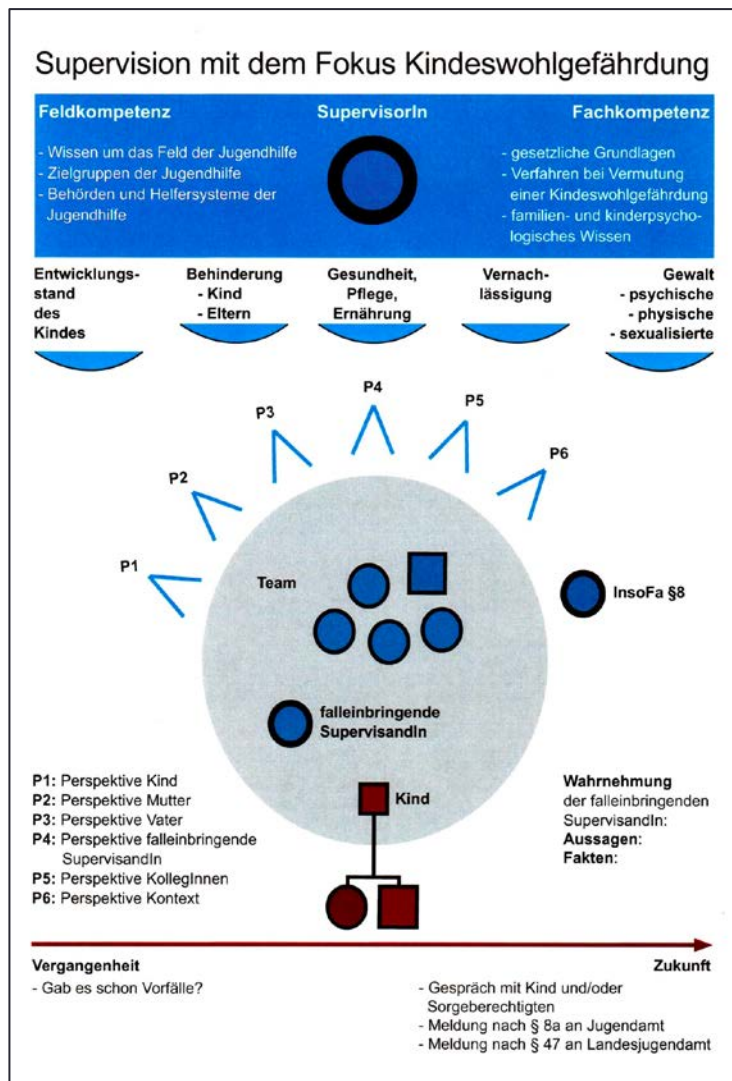 Supervision mit dem Fokus Kindeswohlgefährdung
Feldkompetenz
- Wissen um das Feld der Jugendhilfe
- Zielgruppen der Jugendhilfe
- Behörden und Helfersysteme der
Jugendhilfe
SupervisorIn
Fachkompetenz
- gesetzliche Grundlagen
- Verfahren bei Vermutung
einer Kindeswohlgefährdung
- familien- und kinderpsycho-
logisches Wissen
Entwicklungs-
stand
des
Kindes
Behinderung
- Kind
- Eltern
Gesundheit,
Pflege,
Ernährung
Vernach-
lässigung
Gewalt
- psychische
- physische
- sexualisierte
P1
P2
P3
P4
P5
P6
Team
InsoFa §8
falleinbringende
SupervisandIn
Kind
P1: Perspektive Kind
P2: Perspektive Mutter
P3: Perspektive Vater
P4: Perspektive falleinbringende
SupervisandIn
P5: Perspektive KollegInnen
P6: Perspektive Kontext
Wahrnehmung
der falleinbringenden
SupervisandIn:
Aussagen:
Fakten:
Vergangenheit
- Gab es schon Vorfälle?
Zukunft
- Gespräch mit Kind und/oder
Sorgeberechtigten
- Meldung nach § 8a an Jugendamt
- Meldung nach § 47 an Landesjugendamt